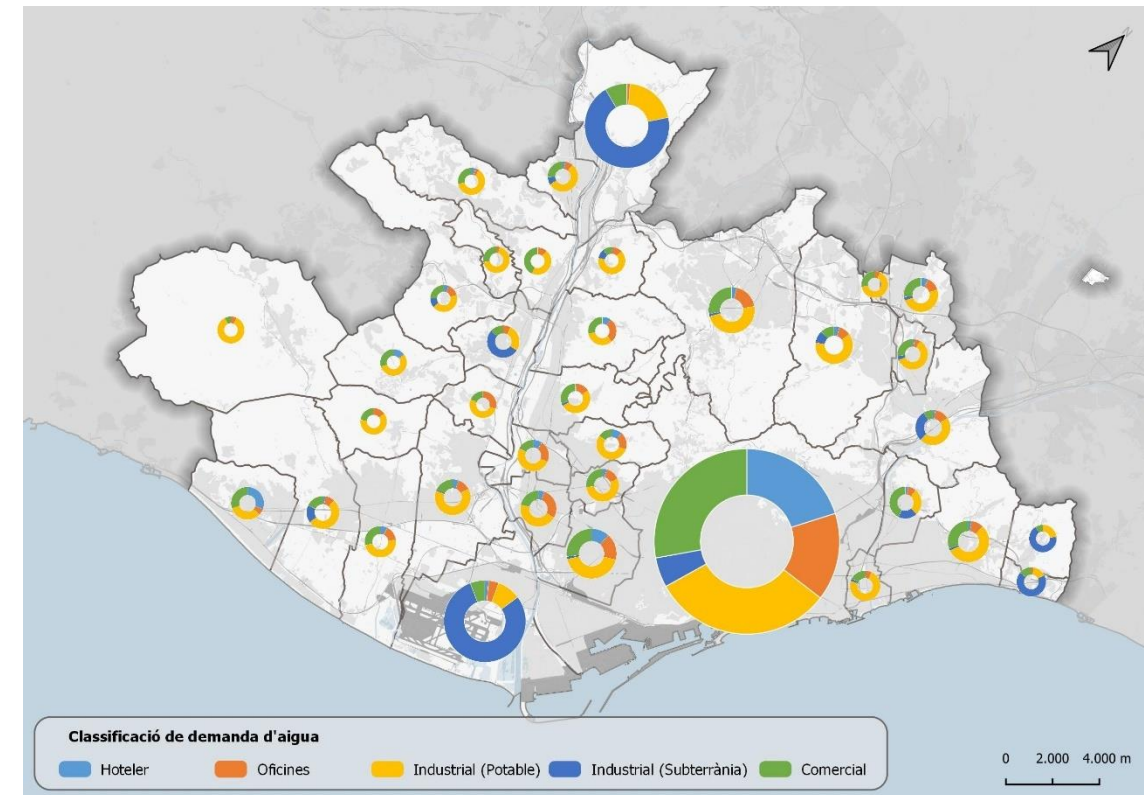 Classificació de demanda d'aigua
Hoteler
Oficines
Industrial (Potable)
Industrial (Subterrània)
Comercial
0 2.000 4.000 m